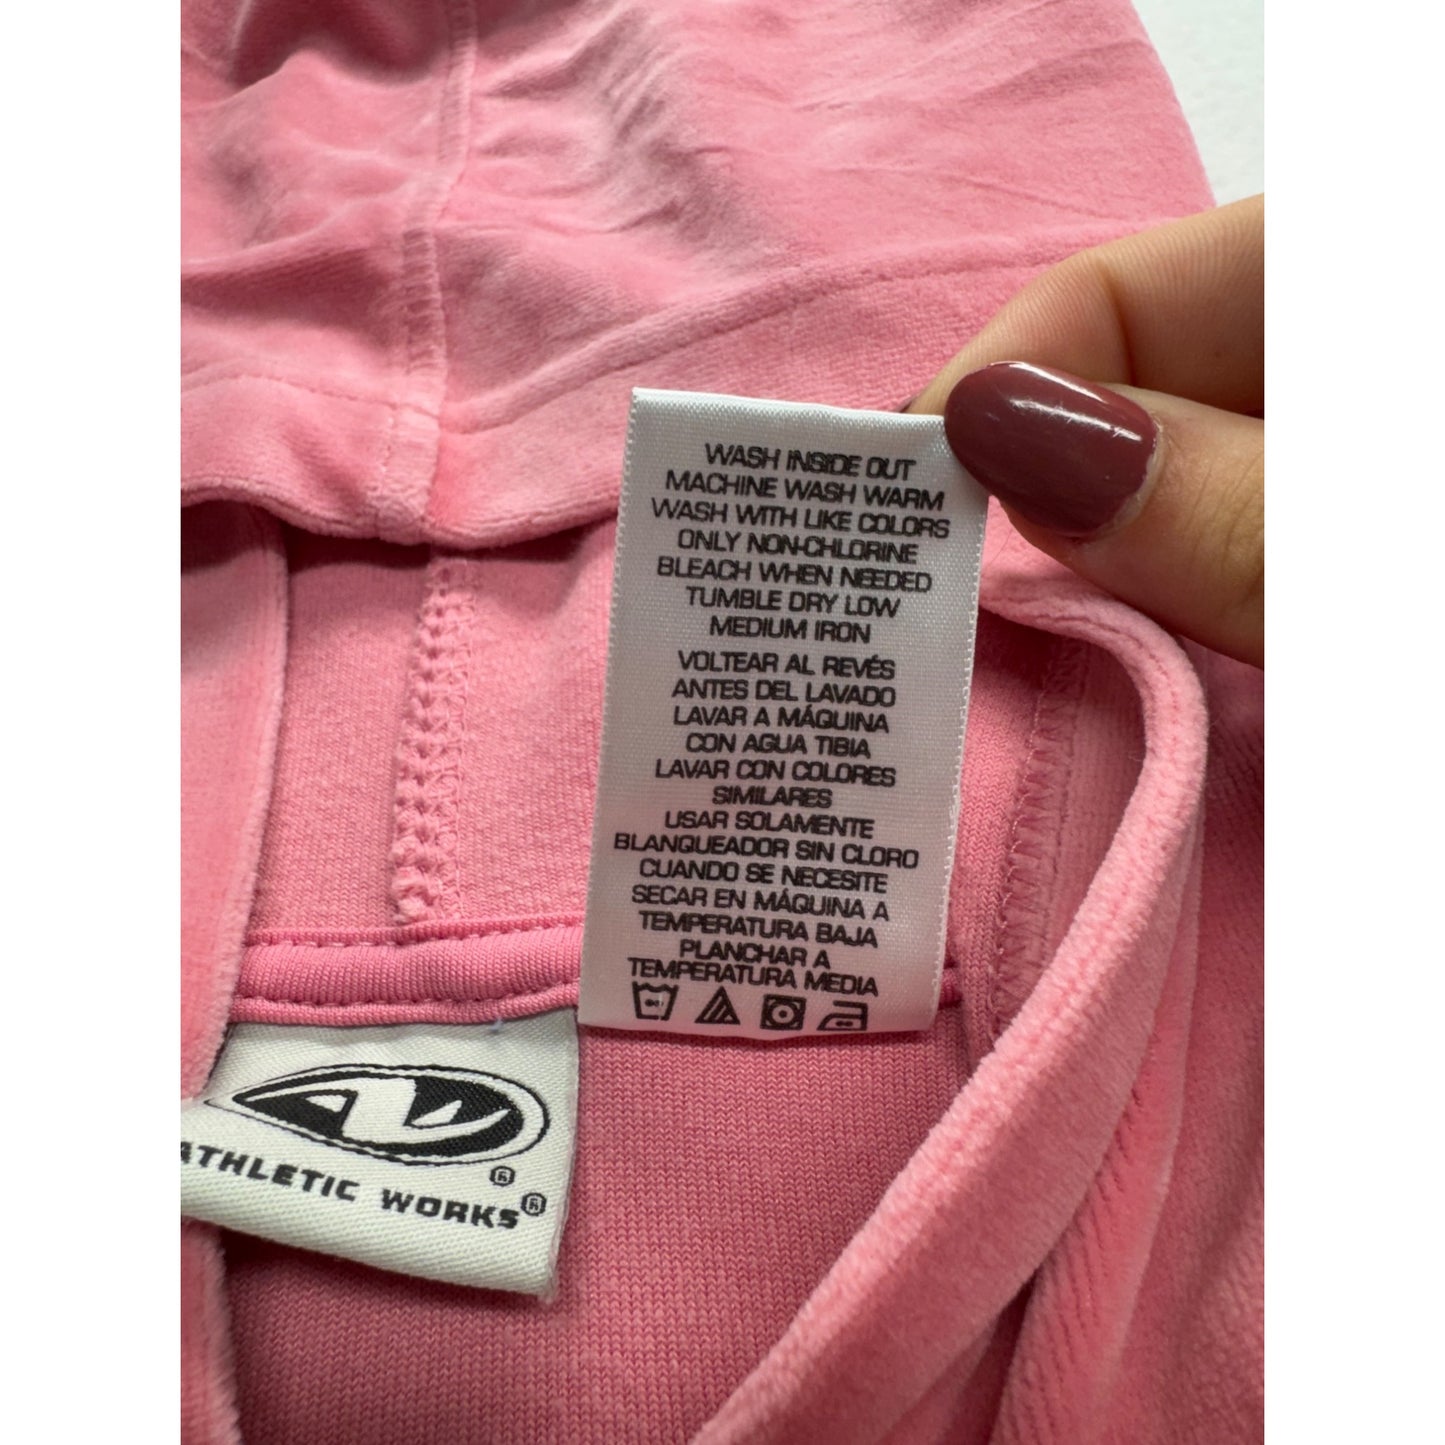 WASH INSIDE OUT
MACHINE WASH WARM
WASH WITH LIKE COLORS
ONLY NON-CHLORINE
BLEACH WHEN NEEDED
TUMBLE DRY LOW
MEDIUM IRON
VOLTEAR AL REVÉS
ANTES DEL LAVADO
LAVAR A MÁQUINA
CON AGUA TIBIA
LAVAR CON COLORES
SIMILARES
USAR SOLAMENTE
BLANQUEADOR SIN CLORO
CUANDO SE NECESITE
SECAR EN MÁQUINA A
TEMPERATURA BAJA
PLANCHAR A
TEMPERATURA MEDIA
AW ®
ATHLETIC WORKS®